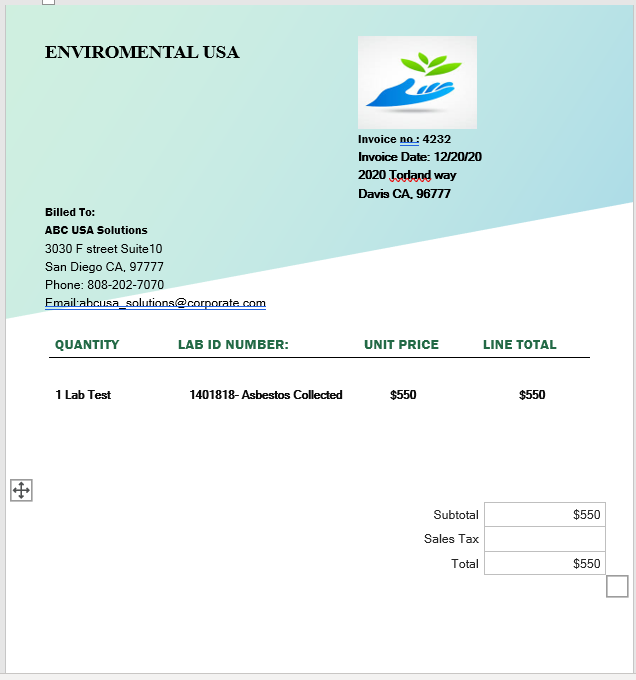 ENVIROMENTAL USA
Invoice no.: 4232
Invoice Date: 12/20/20
2020 Torland way
Davis CA, 96777
Billed To:
ABC USA Solutions
3030 F street Suite10
San Diego CA, 97777
Phone: 808-202-7070
Email:abcusa_solutions@corporate.com
QUANTITY LAB ID NUMBER: UNIT PRICE LINE TOTAL
1 Lab Test 1401818- Asbestos Collected $550 $550
Subtotal $550
Sales Tax
Total $550